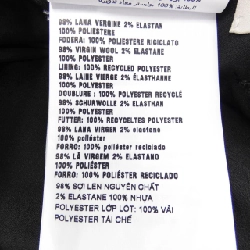 98% LANA VERGINE 2% ELASTAN
100% POLIESTERE
FODERA: 100% POLIESTERE RICICLATO
98% VIRGIN WOOL 2% ELASTANE
100% POLYESTER
LINING: 100% RECYCLED POLYESTER
98% LAINE VIERGE 2% ÉLASTHANNE
100% POLYESTER
DOUBLURE: 100% POLYESTER RECYCLÉ
98% SCHURWOLLE 2% ELASTHAN
100% POLYESTER
FUTTER: 100% RECYCELTES POLYESTER
98% LANA VIRGEN 2% elastano
100% poliéster
FORRO: 100% poliéster reciclado
98% LÃ VIRGEM 2% ELASTANO
100% POLIÉSTER
FORRO: 100% POLIÉSTER RECICLADO
98% SỢI LEN NGUYÊN CHẤT
2% ELASTANE 100% NHỰA
POLYESTER LỚP LÓT: 100% VẢI
POLYESTER TÁI CHẾ